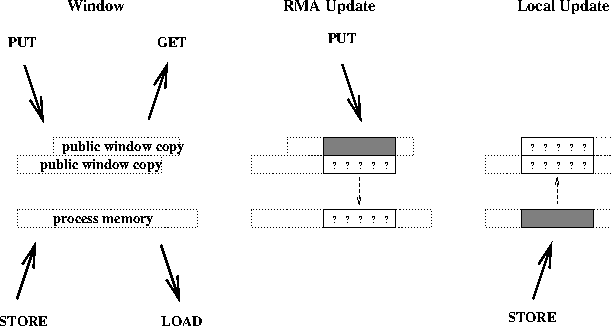 Window
RMA Update
Local Update
PUT
GET
PUT
public window copy
public window copy
? ? ? ? ?
? ? ? ? ?
? ? ? ? ?
process memory
? ? ? ? ?
STORE
LOAD
STORE